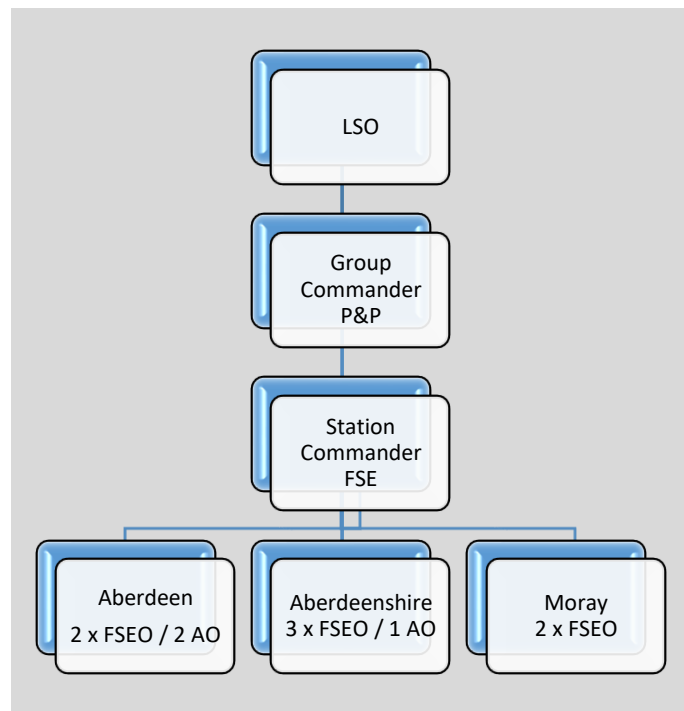 LSO
Group
Commander
P&P
Station
Commander
FSE
Aberdeen
2 x FSEO / 2 AO
Aberdeenshire
3 x FSEO / 1 AO
Moray
2 x FSEO